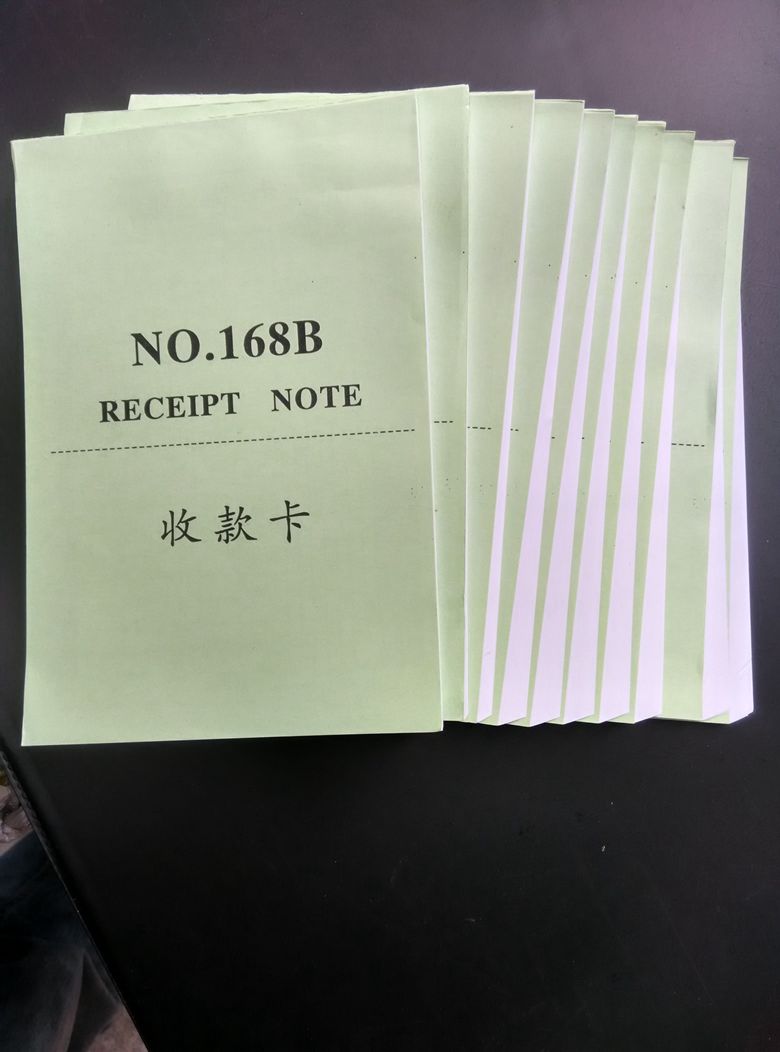 NO.168B
RECEIPT NOTE
收款卡